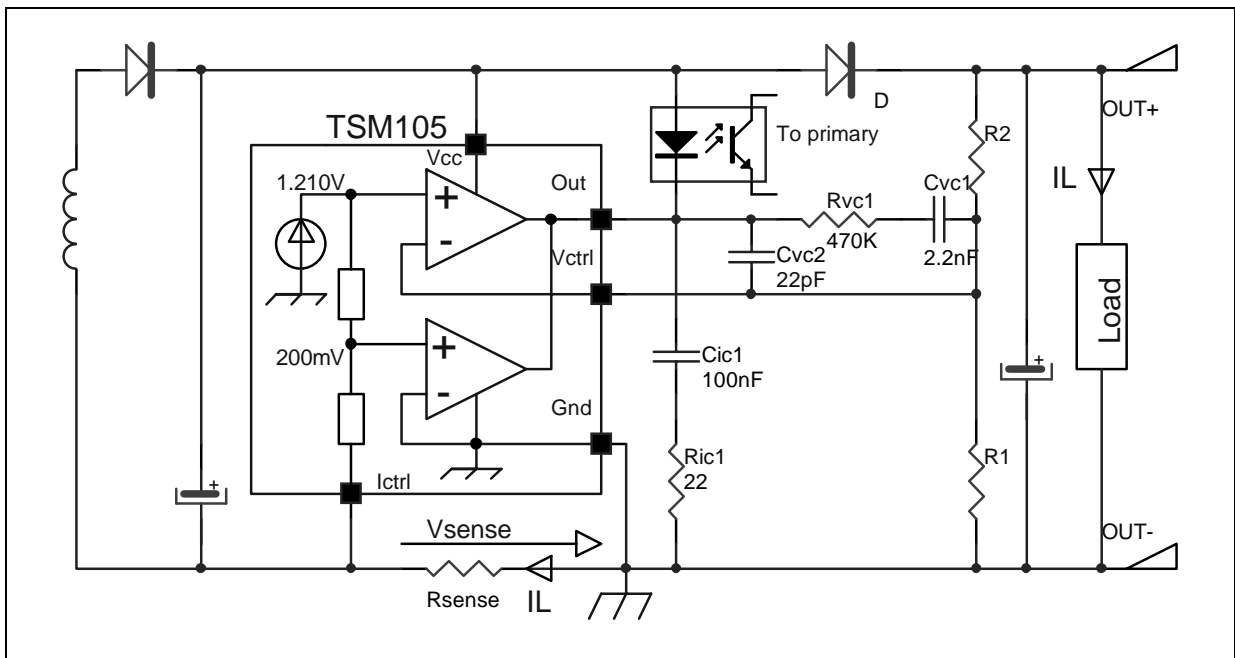 TSM105
Vcc
1.210V
Out
To primary
D
R2
OUT+
IL
Rvc1
470K
Cvc1
2.2nF
Vctrl
Cvc2
22pF
Load
+
-
200mV
+
-
Cic1
100nF
+
Gnd
Ric1
22
R1
Ictrl
+
Vsense
OUT-
Rsense
IL